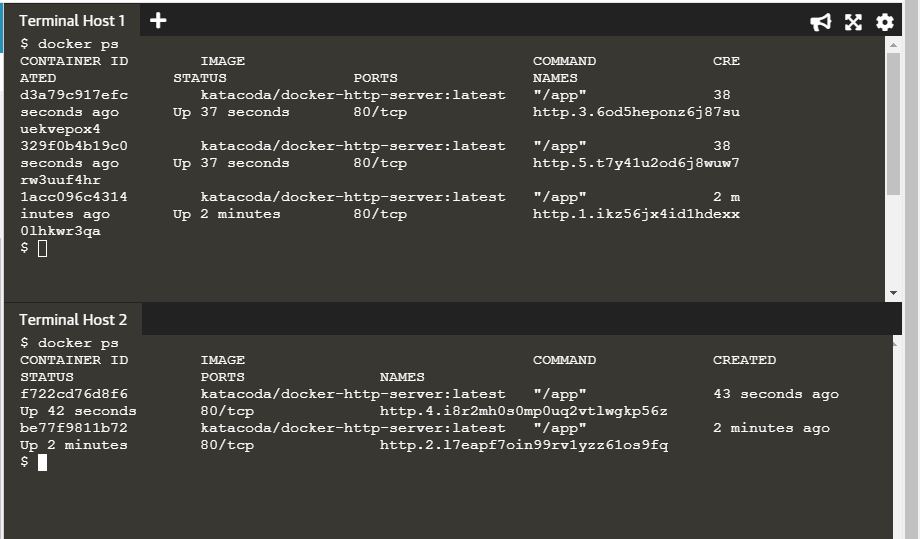 Terminal Host 1 +
$ docker ps
CONTAINER ID        IMAGE                                COMMAND             CRE
ATED             STATUS              PORTS               NAMES
d3a79c917efc        katacoda/docker-http-server:latest   "/app"              38
seconds ago      Up 37 seconds       80/tcp              http.3.6od5heponz6j87su
uekvepox4
329f0b4b19c0        katacoda/docker-http-server:latest   "/app"              38
seconds ago      Up 37 seconds       80/tcp              http.5.t7y41u2od6j8wuw7
rw3uuf4hr
1acc096c4314        katacoda/docker-http-server:latest   "/app"              2 m
inutes ago       Up 2 minutes        80/tcp              http.1.ikz56jx4id1hdexx
0lhkwr3qa
$
Terminal Host 2
$ docker ps
CONTAINER ID        IMAGE                                COMMAND             CREATED
STATUS              PORTS               NAMES
f722cd76d8f6        katacoda/docker-http-server:latest   "/app"              43 seconds ago
Up 42 seconds       80/tcp              http.4.i8r2mh0s0mp0uq2vtlwgkp56z
be77f9811b72        katacoda/docker-http-server:latest   "/app"              2 minutes ago
Up 2 minutes        80/tcp              http.2.l7eapf7oin99rv1yzz61os9fq
$